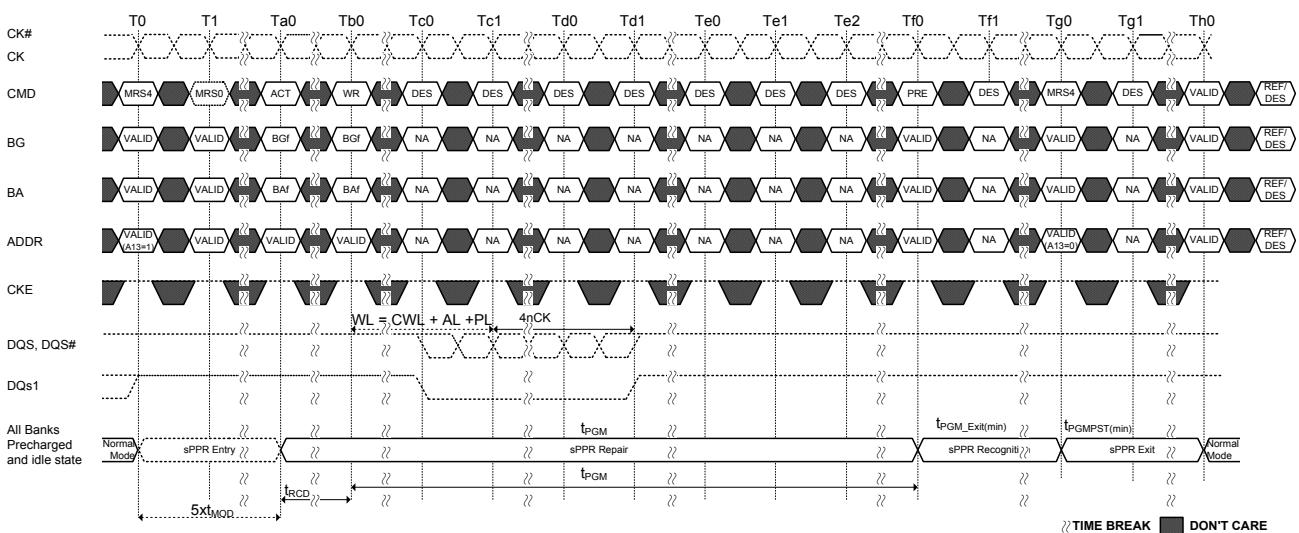 T0 T1 Ta0 Tb0 Tc0 Tc1 Td0 Td1 Te0 Te1 Te2 Tf0 Tf1 Tg0 Tg1 Th0
CK#
CK
CMD MRS4 MRS0 ACT WR DES DES DES DES DES DES DES PRE DES MRS4 DES VALID REF/DES
BG VALID VALID BGf BGf NA NA NA NA NA NA NA VALID NA VALID NA VALID REF/DES
BA VALID VALID BAf BAf NA NA NA NA NA NA NA VALID NA VALID NA VALID REF/DES
ADDR VALID (A13=1) VALID VALID VALID NA NA NA NA NA NA NA VALID NA VALID (A13=0) NA VALID REF/DES
CKE
WL = CWL + AL +PL 4nCK
DQS, DQS#
DQs1
All Banks
Precharged
and idle state
tPGM tPGM_Exit(min) tPGMPST(min)
Normal Mode sPPR Entry sPPR Repair sPPR Recogniti sPPR Exit Normal Mode
tRCD tPGM
5xtMOD
TIME BREAK DON'T CARE